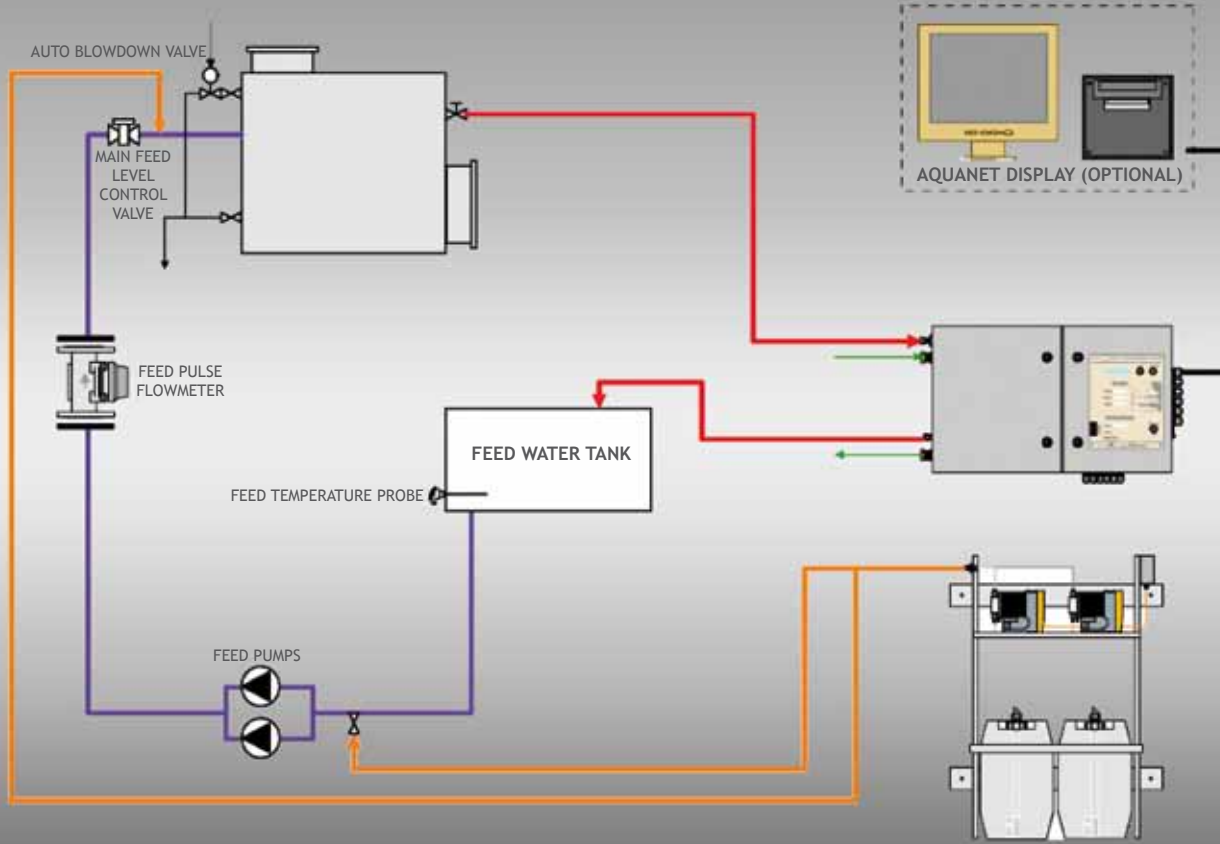 AUTO BLOWDOWN VALVE
MAIN FEED
LEVEL
CONTROL
VALVE
AQUANET DISPLAY (OPTIONAL)
FEED PULSE
FLOWMETER
FEED WATER TANK
FEED TEMPERATURE PROBE
FEED PUMPS